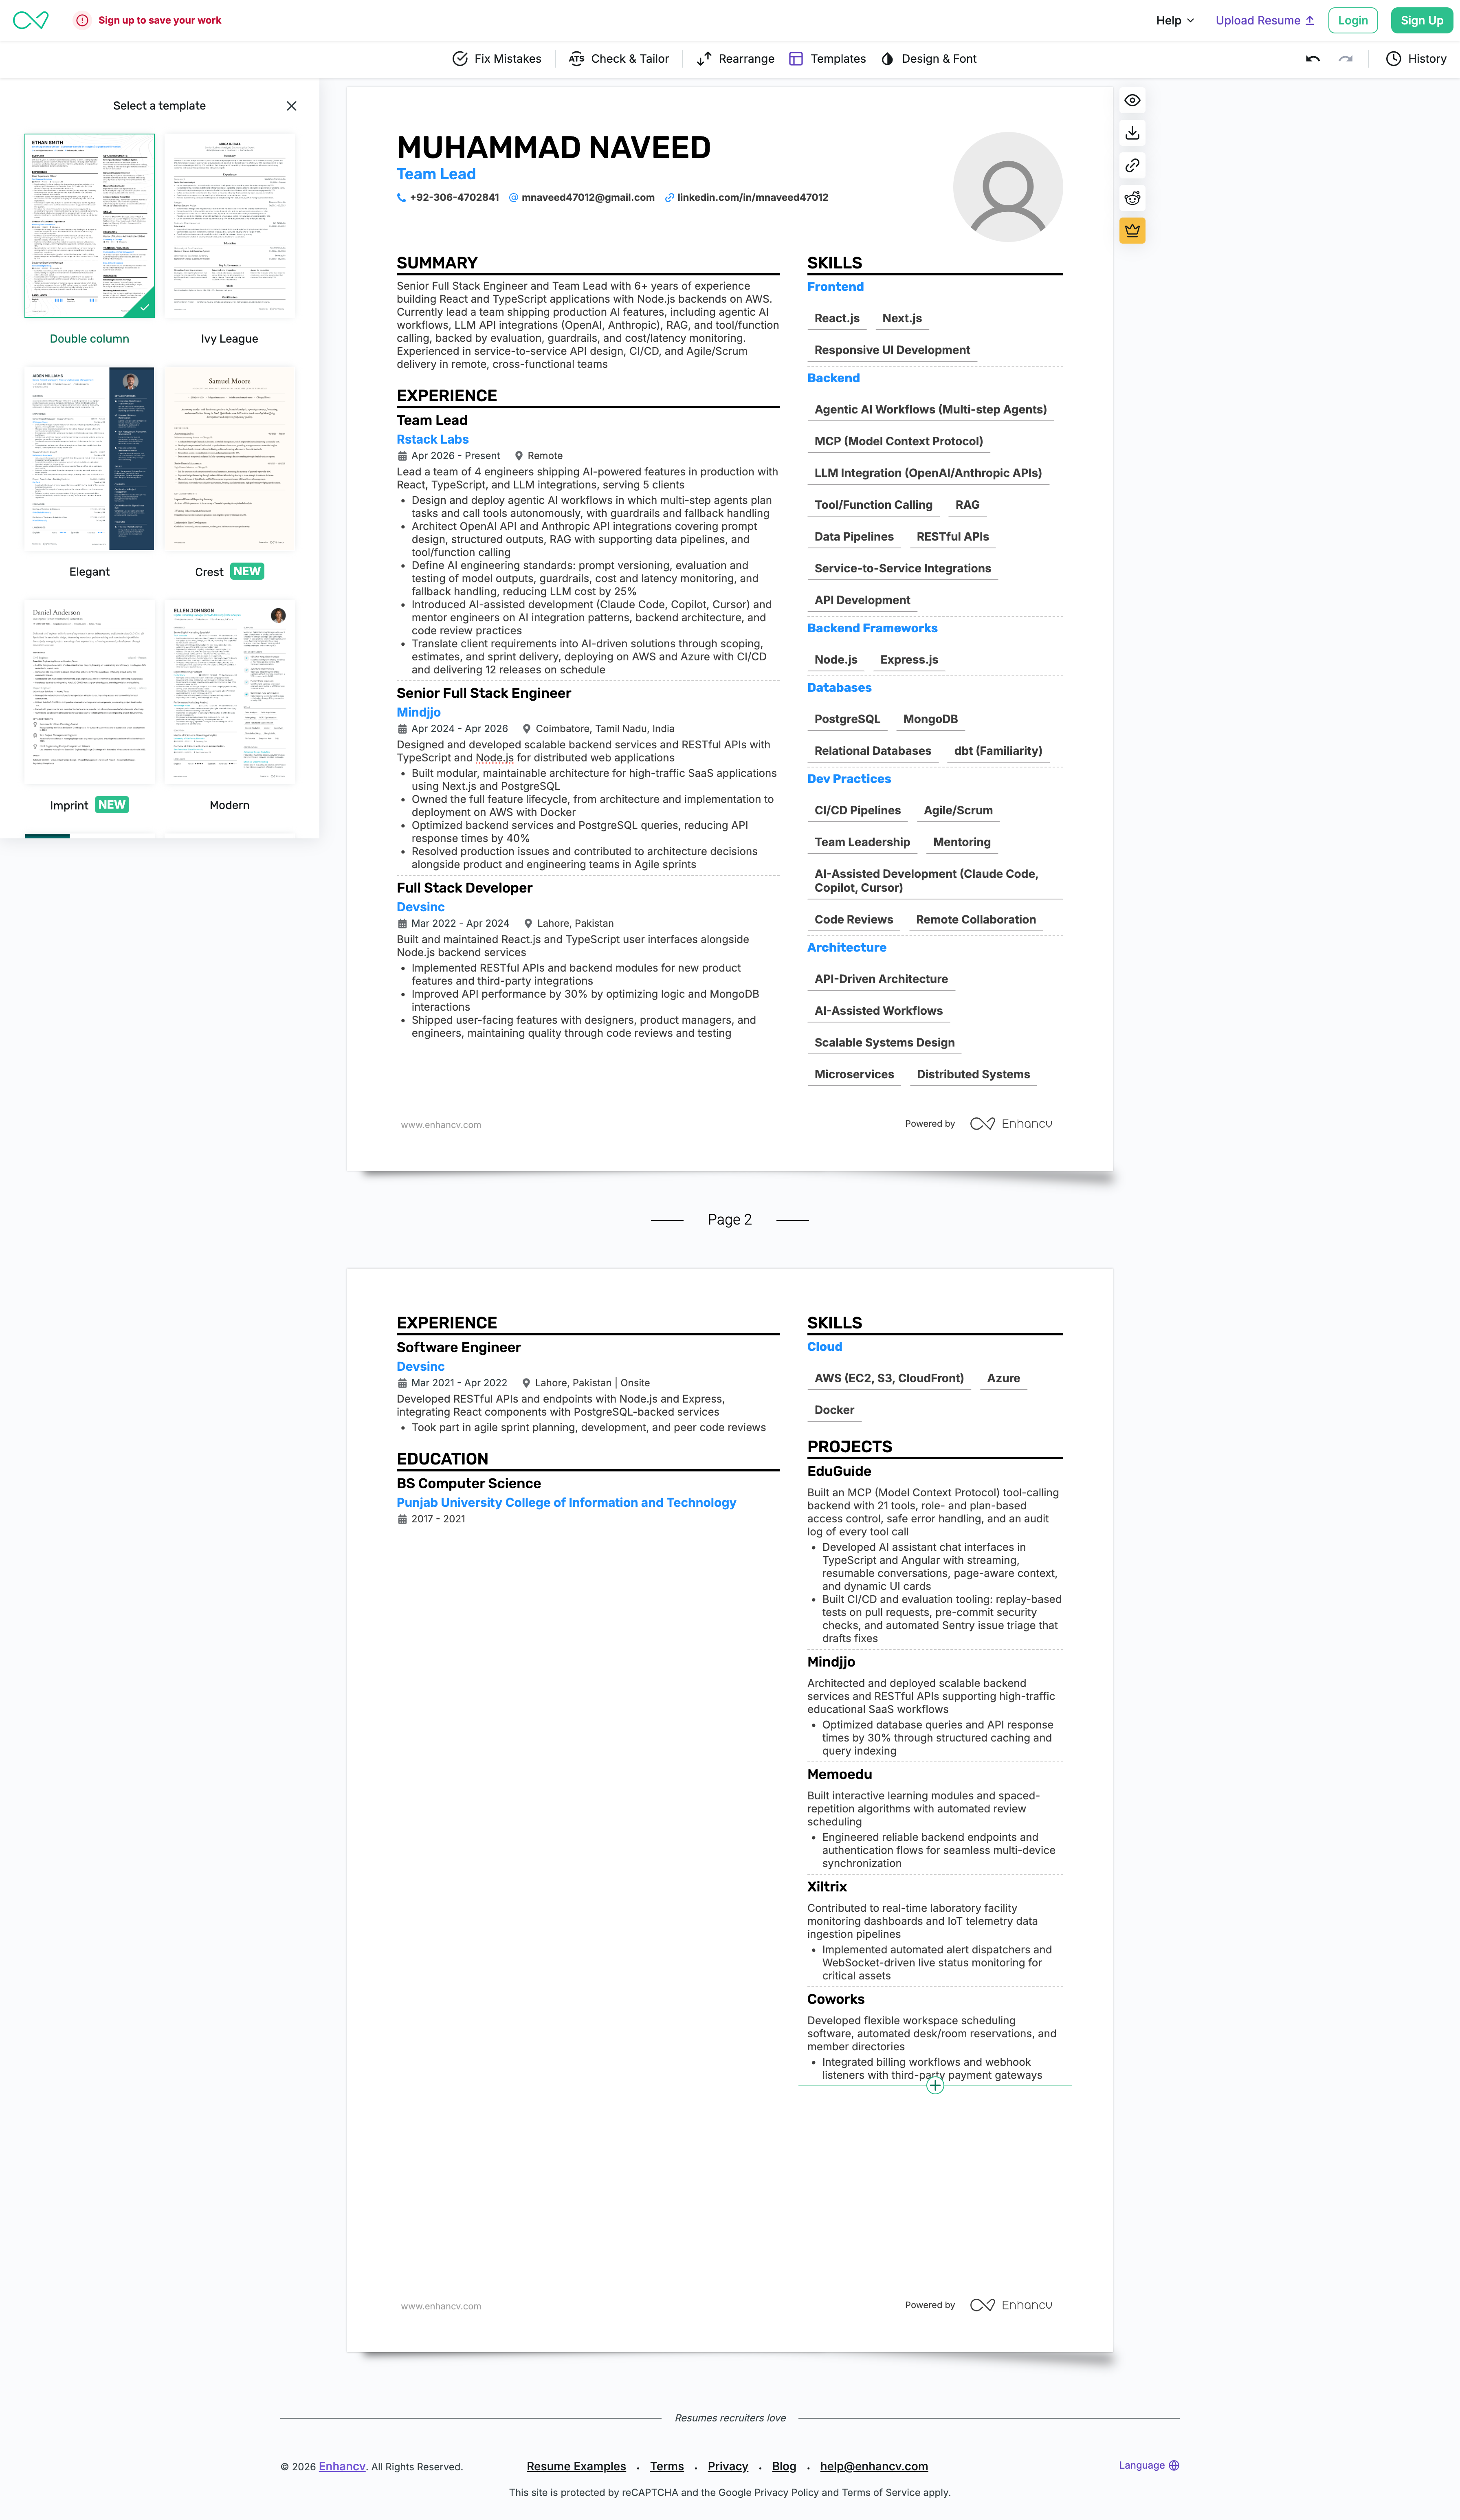 Sign up to save your work
Help
Upload Resume
Login
Sign Up
Fix Mistakes
ATS Check & Tailor
Rearrange
Templates
Design & Font
History
Select a template
ETHAN SMITH
Double column
Ivy League
AIDEN WILLIAMS
Samuel Moore
Elegant
Crest NEW
Daniel Anderson
ELLEN JOHNSON
Imprint NEW
Modern
MUHAMMAD NAVEED
Team Lead
+92-306-4702841 @ mnaveed47012@gmail.com linkedin.com/in/mnaveed47012
SUMMARY
Senior Full Stack Engineer and Team Lead with 6+ years of experience
building React and TypeScript applications with Node.js backends on AWS.
Currently lead a team shipping production AI features, including agentic AI
workflows, LLM API integrations (OpenAI, Anthropic), RAG, and tool/function
calling, backed by evaluation, guardrails, and cost/latency monitoring.
Experienced in service-to-service API design, CI/CD, and Agile/Scrum
delivery in remote, cross-functional teams
EXPERIENCE
Team Lead
Rstack Labs
Apr 2026 - Present Remote
Lead a team of 4 engineers shipping AI-powered features in production with
React, TypeScript, and LLM integrations, serving 5 clients
• Design and deploy agentic AI workflows in which multi-step agents plan
tasks and call tools autonomously, with guardrails and fallback handling
• Architect OpenAI API and Anthropic API integrations covering prompt
design, structured outputs, RAG with supporting data pipelines, and
tool/function calling
• Define AI engineering standards: prompt versioning, evaluation and
testing of model outputs, guardrails, cost and latency monitoring, and
fallback handling, reducing LLM cost by 25%
• Introduced AI-assisted development (Claude Code, Copilot, Cursor) and
mentor engineers on AI integration patterns, backend architecture, and
code review practices
• Translate client requirements into AI-driven solutions through scoping,
estimates, and sprint delivery, deploying on AWS and Azure with CI/CD
and delivering 12 releases on schedule
Senior Full Stack Engineer
Mindjjo
Apr 2024 - Apr 2026 Coimbatore, Tamil Nadu, India
Designed and developed scalable backend services and RESTful APIs with
TypeScript and Node.js for distributed web applications
• Built modular, maintainable architecture for high-traffic SaaS applications
using Next.js and PostgreSQL
• Owned the full feature lifecycle, from architecture and implementation to
deployment on AWS with Docker
• Optimized backend services and PostgreSQL queries, reducing API
response times by 40%
• Resolved production issues and contributed to architecture decisions
alongside product and engineering teams in Agile sprints
Full Stack Developer
Devsinc
Mar 2022 - Apr 2024 Lahore, Pakistan
Built and maintained React.js and TypeScript user interfaces alongside
Node.js backend services
• Implemented RESTful APIs and backend modules for new product
features and third-party integrations
• Improved API performance by 30% by optimizing logic and MongoDB
interactions
• Shipped user-facing features with designers, product managers, and
engineers, maintaining quality through code reviews and testing
SKILLS
Frontend
React.js Next.js
Responsive UI Development
Backend
Agentic AI Workflows (Multi-step Agents)
MCP (Model Context Protocol)
LLM Integration (OpenAI/Anthropic APIs)
Tool/Function Calling RAG
Data Pipelines RESTful APIs
Service-to-Service Integrations
API Development
Backend Frameworks
Node.js Express.js
Databases
PostgreSQL MongoDB
Relational Databases dbt (Familiarity)
Dev Practices
CI/CD Pipelines Agile/Scrum
Team Leadership Mentoring
AI-Assisted Development (Claude Code,
Copilot, Cursor)
Code Reviews Remote Collaboration
Architecture
API-Driven Architecture
AI-Assisted Workflows
Scalable Systems Design
Microservices Distributed Systems
www.enhancv.com
Powered by Enhancv
Page 2
EXPERIENCE
Software Engineer
Devsinc
Mar 2021 - Apr 2022 Lahore, Pakistan | Onsite
Developed RESTful APIs and endpoints with Node.js and Express,
integrating React components with PostgreSQL-backed services
• Took part in agile sprint planning, development, and peer code reviews
EDUCATION
BS Computer Science
Punjab University College of Information and Technology
2017 - 2021
SKILLS
Cloud
AWS (EC2, S3, CloudFront) Azure
Docker
PROJECTS
EduGuide
Built an MCP (Model Context Protocol) tool-calling
backend with 21 tools, role- and plan-based
access control, safe error handling, and an audit
log of every tool call
• Developed AI assistant chat interfaces in
TypeScript and Angular with streaming,
resumable conversations, page-aware context,
and dynamic UI cards
• Built CI/CD and evaluation tooling: replay-based
tests on pull requests, pre-commit security
checks, and automated Sentry issue triage that
drafts fixes
Mindjjo
Architected and deployed scalable backend
services and RESTful APIs supporting high-traffic
educational SaaS workflows
• Optimized database queries and API response
times by 30% through structured caching and
query indexing
Memoedu
Built interactive learning modules and spaced-
repetition algorithms with automated review
scheduling
• Engineered reliable backend endpoints and
authentication flows for seamless multi-device
synchronization
Xiltrix
Contributed to real-time laboratory facility
monitoring dashboards and IoT telemetry data
ingestion pipelines
• Implemented automated alert dispatchers and
WebSocket-driven live status monitoring for
critical assets
Coworks
Developed flexible workspace scheduling
software, automated desk/room reservations, and
member directories
• Integrated billing workflows and webhook
listeners with third-party payment gateways
www.enhancv.com
Powered by Enhancv
Resumes recruiters love
© 2026 Enhancv. All Rights Reserved.
Resume Examples • Terms • Privacy • Blog • help@enhancv.com
Language
This site is protected by reCAPTCHA and the Google Privacy Policy and Terms of Service apply.